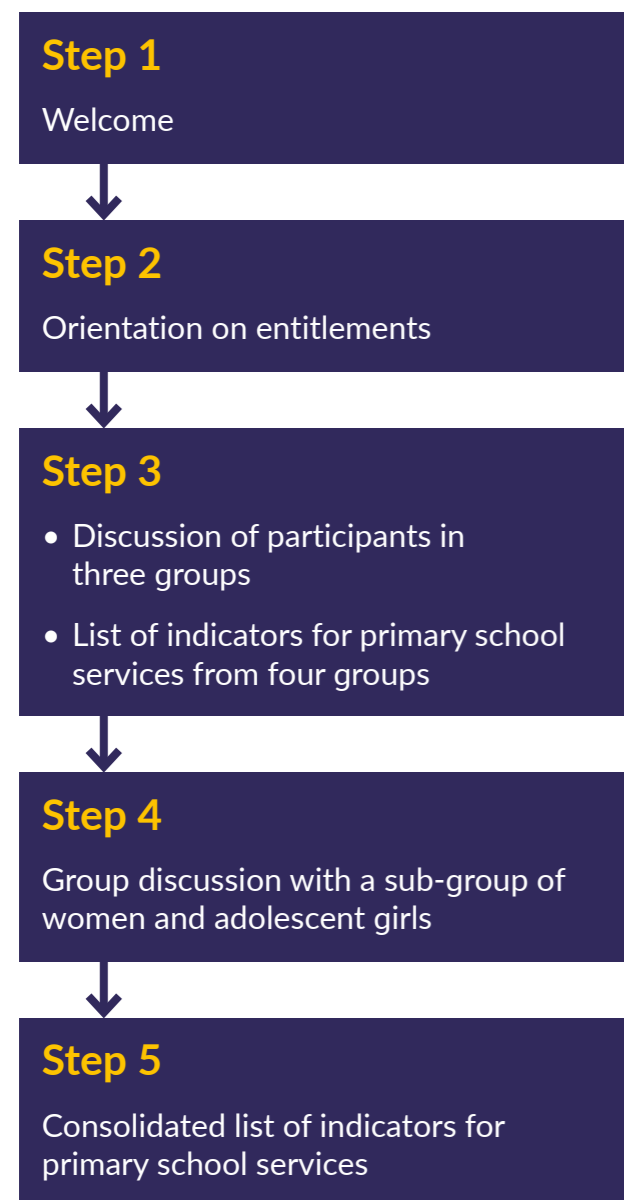 Step 1
Welcome
Step 2
Orientation on entitlements
Step 3
• Discussion of participants in
three groups
• List of indicators for primary school
services from four groups
Step 4
Group discussion with a sub-group of
women and adolescent girls
Step 5
Consolidated list of indicators for
primary school services